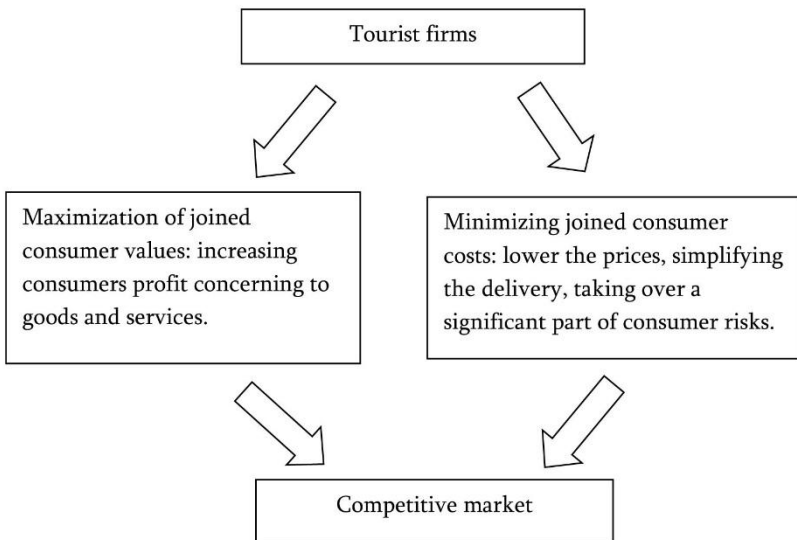 Tourist firms
Maximization of joined
consumer values: increasing
consumers profit concerning to
goods and services.
Minimizing joined consumer
costs: lower the prices, simplifying
the delivery, taking over a
significant part of consumer risks.
Competitive market